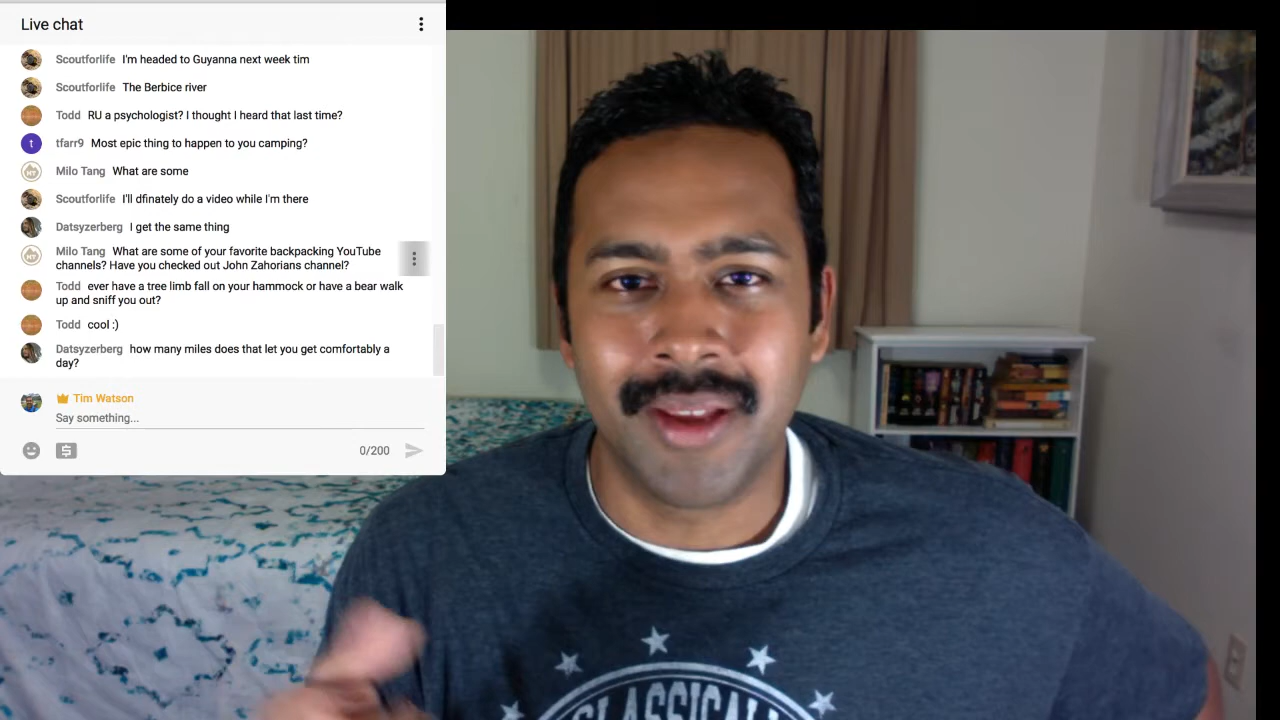 Live chat
Scoutforlife I'm headed to Guyanna next week tim
Scoutforlife The Berbice river
Todd RU a psychologist? I thought I heard that last time?
t tfarr9 Most epic thing to happen to you camping?
Milo Tang What are some
Scoutforlife I'll dfinately do a video while I'm there
Datsyzerberg I get the same thing
Milo Tang What are some of your favorite backpacking YouTube
channels? Have you checked out John Zahorians channel?
Todd ever have a tree limb fall on your hammock or have a bear walk
up and sniff you out?
Todd cool :)
Datsyzerberg how many miles does that let you get comfortably a
day?
Tim Watson
Say something...
0/200
CLASSICALLY